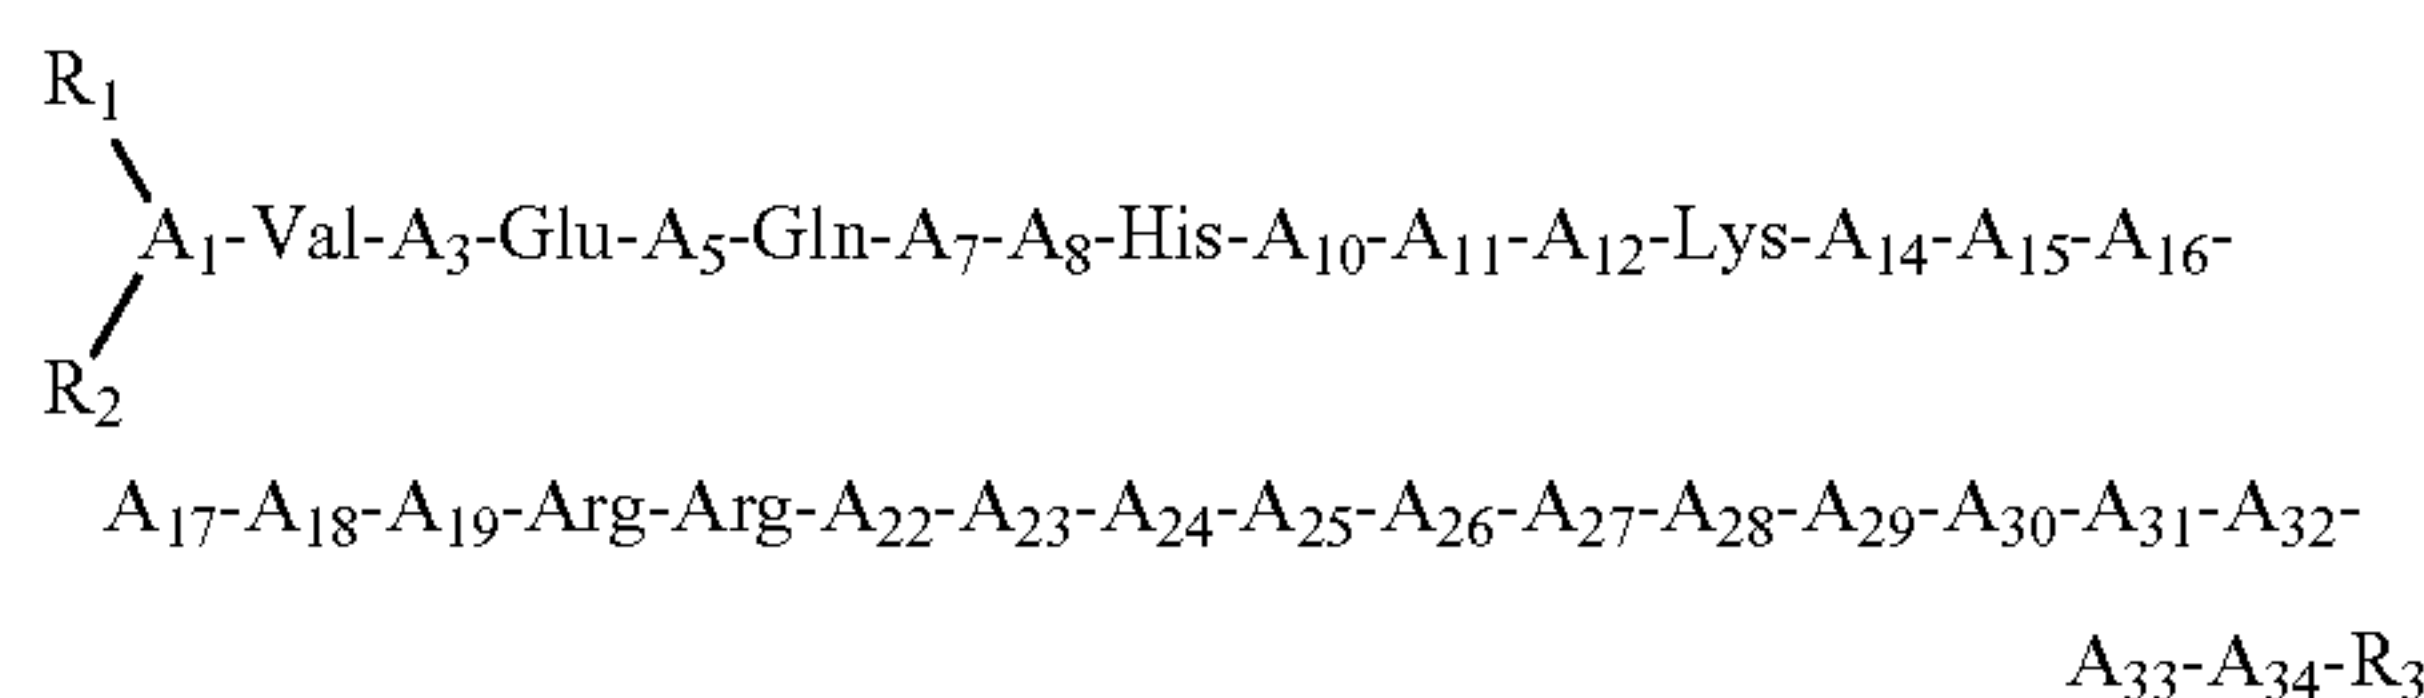 R1
A1-Val-A3-Glu-A5-Gln-A7-A8-His-A10-A11-A12-Lys-A14-A15-A16-
R2
A17-A18-A19-Arg-Arg-A22-A23-A24-A25-A26-A27-A28-A29-A30-A31-A32-
A33-A34-R3